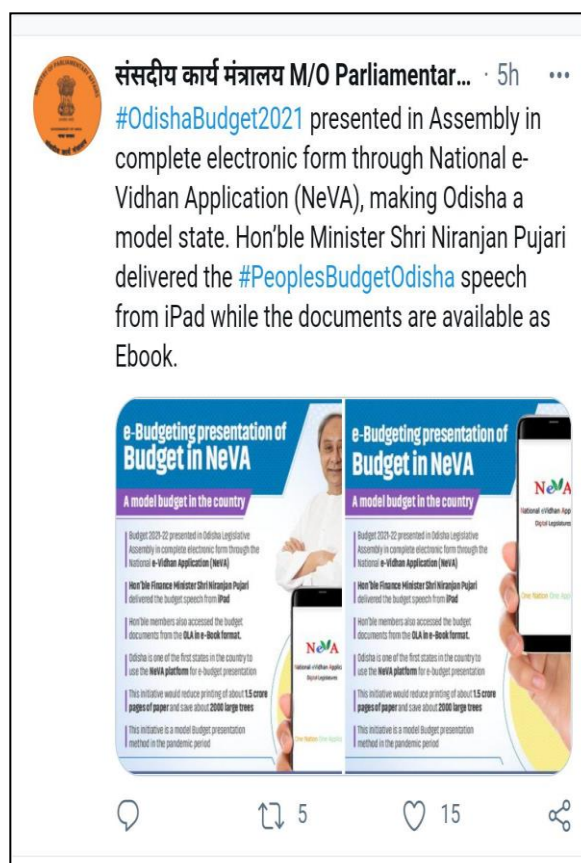 संसदीय कार्य मंत्रालय M/O Parliamentar... · 5h
#OdishaBudget2021 presented in Assembly in
complete electronic form through National e-
Vidhan Application (NeVA), making Odisha a
model state. Hon'ble Minister Shri Niranjan Pujari
delivered the #PeoplesBudgetOdisha speech
from iPad while the documents are available as
Ebook.
e-Budgeting presentation of
Budget in NeVA
A model budget in the country
Budget 2021-22 presented in Odisha Legislative
Assembly in complete electronic form through the
National e-Vidhan Application (NeVA)
Hon'ble Finance Minister Shri Niranjan Pujari
delivered the budget speech from iPad
Hon'ble members also accessed the budget
documents from the OLA in e-Book format.
Odisha is one of the first states in the country to
use the NeVA platform for e-budget presentation
This initiative would reduce printing of about 1.5 crore
pages of paper and save about 2000 large trees
This initiative is a model Budget presentation
method in the pandemic period
NeVA
National eVidhan Applic
Digital Legislatures
One Nation One Applic
e-Budgeting presentation of
Budget in NeVA
A model budget in the country
Budget 2021-22 presented in Odisha Legislative
Assembly in complete electronic form through the
National e-Vidhan Application (NeVA)
Hon'ble Finance Minister Shri Niranjan Pujari
delivered the budget speech from iPad
Hon'ble members also accessed the budget
documents from the OLA in e-Book format.
Odisha is one of the first states in the country to
use the NeVA platform for e-budget presentation
This initiative would reduce printing of about 1.5 crore
pages of paper and save about 2000 large trees
This initiative is a model Budget presentation
method in the pandemic period
NeVA
National eVidhan App
Digital Legislatures
One Nation One App
5
15